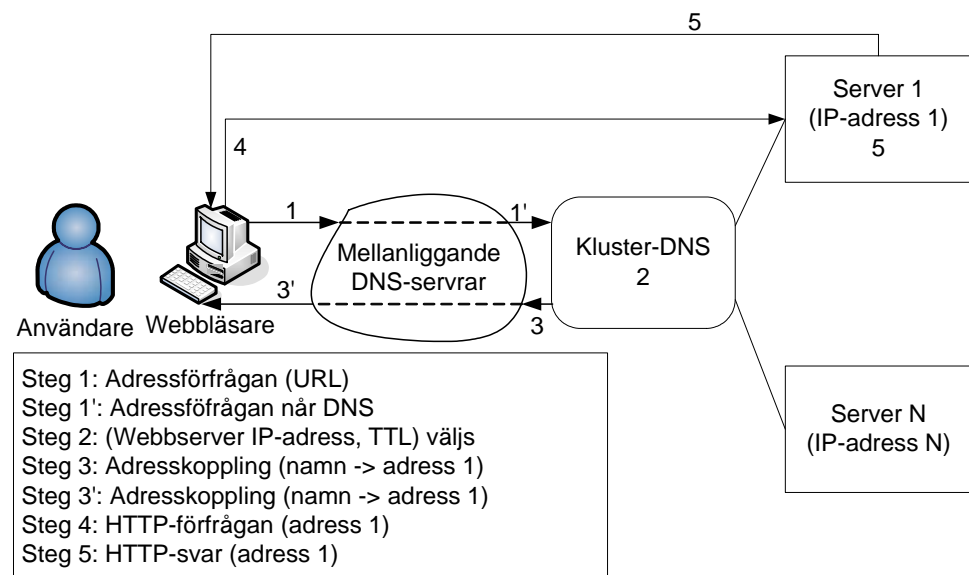 5
Server 1
(IP-adress 1)
5
4
1
1'
Mellanliggande
DNS-servrar
Kluster-DNS
2
3'
3
Användare
Webbläsare
Server N
(IP-adress N)
Steg 1: Adressförfrågan (URL)
Steg 1': Adressföfrågan når DNS
Steg 2: (Webbserver IP-adress, TTL) väljs
Steg 3: Adresskoppling (namn -> adress 1)
Steg 3': Adresskoppling (namn -> adress 1)
Steg 4: HTTP-förfrågan (adress 1)
Steg 5: HTTP-svar (adress 1)